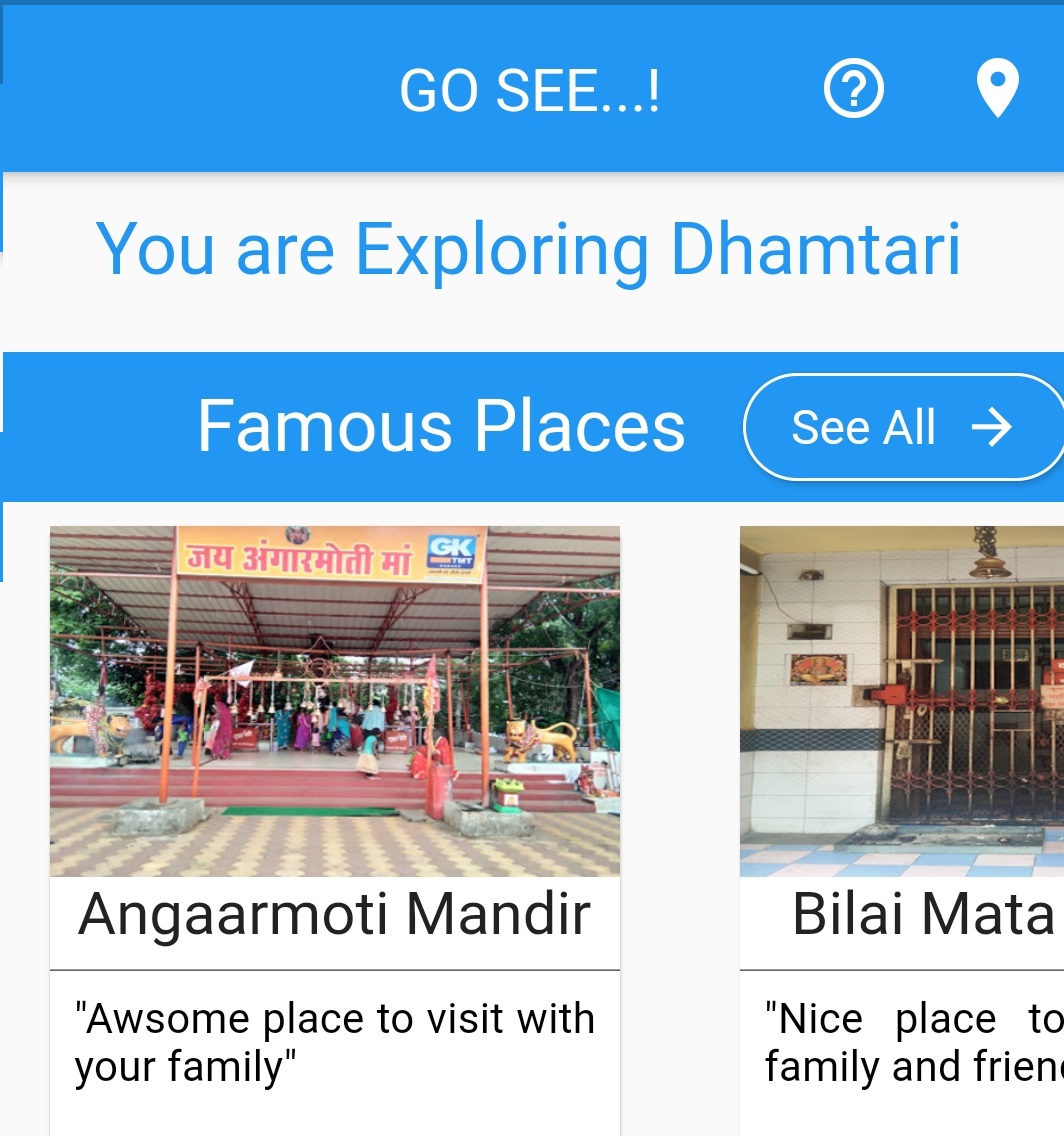 GO SEE...!
You are Exploring Dhamtari
Famous Places
See All
जय अंगारमोती मां
GK
TMT
Angaarmoti Mandir
Bilai Mata
"Awsome place to visit with
your family"
"Nice place to
family and frien